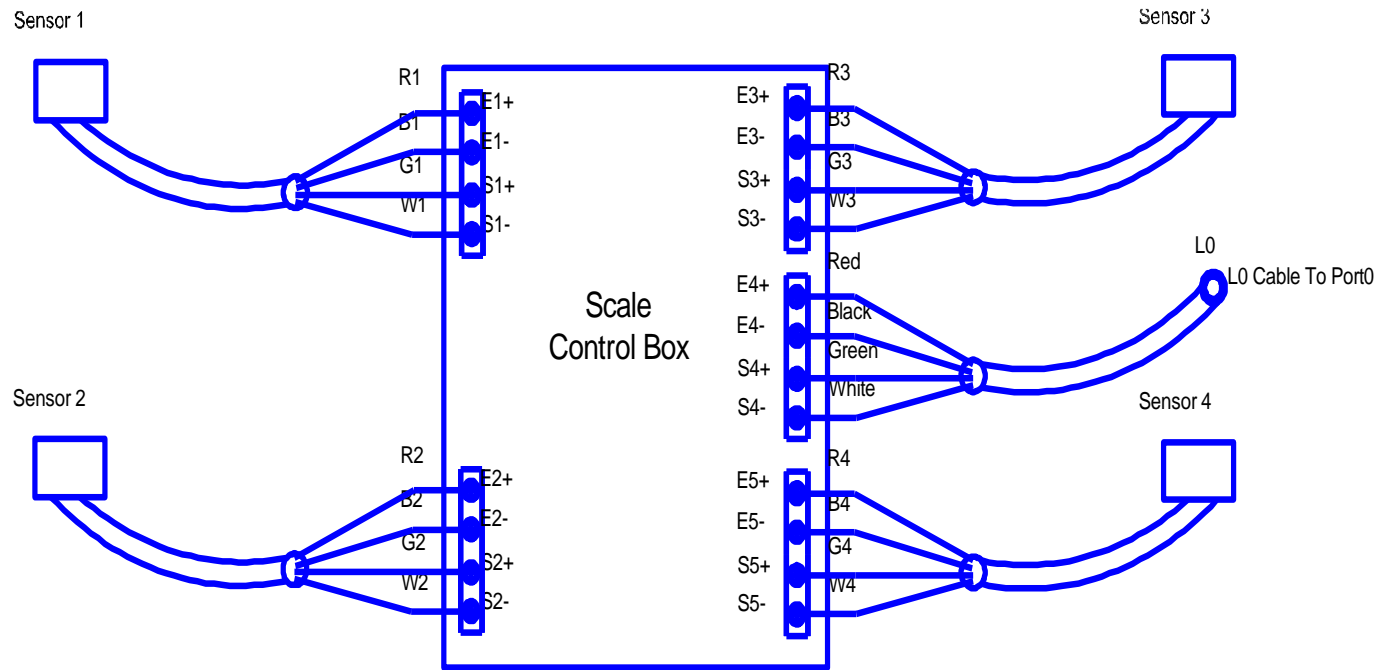 Sensor 1
R1
E1+
B1
E1-
G1
S1+
W1
S1-
Sensor 2
R2
E2+
B2
E2-
G2
S2+
W2
S2-
Scale
Control Box
Sensor 3
R3
E3+
B3
E3-
G3
S3+
W3
S3-
L0
L0 Cable To Port0
Red
E4+
Black
E4-
Green
S4+
White
S4-
Sensor 4
R4
E5+
B4
E5-
G4
S5+
W4
S5-